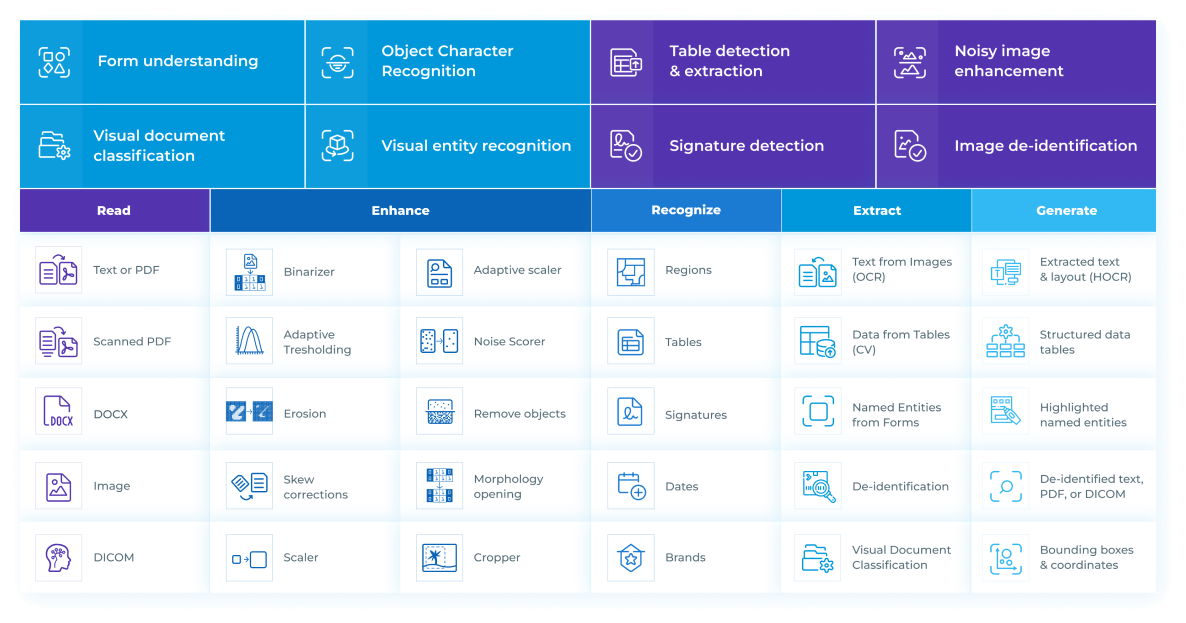 Form understanding
Object Character
Recognition
Table detection
& extraction
Noisy image
enhancement
Visual document
classification
Visual entity recognition
Signature detection
Image de-identification
Read
Enhance
Recognize
Extract
Generate
Text or PDF
Binarizer
Adaptive scaler
Regions
Text from Images
(OCR)
Extracted text
& layout (HOCR)
Scanned PDF
Adaptive
Tresholding
Noise Scorer
Tables
Data from Tables
(CV)
Structured data
tables
DOCX
DOCX
Erosion
Remove objects
Signatures
Named Entities
from Forms
Highlighted
named entities
Image
Skew
corrections
Morphology
opening
Dates
De-identification
De-identified text,
PDF, or DICOM
DICOM
Scaler
Cropper
Brands
Visual Document
Classification
Bounding boxes
& coordinates